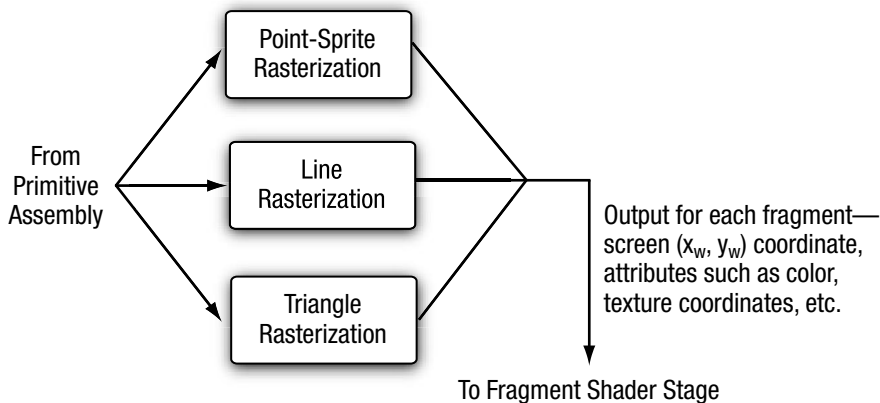 Point-Sprite
Rasterization
From
Primitive
Assembly
Line
Rasterization
Triangle
Rasterization
Output for each fragment—
screen (xw, yw) coordinate,
attributes such as color,
texture coordinates, etc.
To Fragment Shader Stage